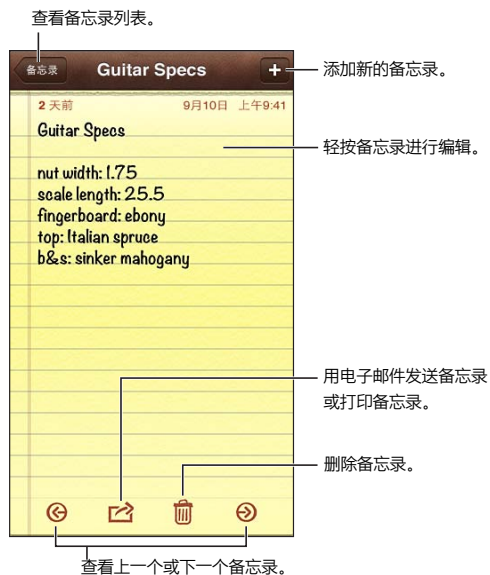 查看备忘录列表。
备忘录 Guitar Specs +
添加新的备忘录。
2 天前 9月10日 上午9:41
Guitar Specs
轻按备忘录进行编辑。
nut width: 1.75
scale length: 25.5
fingerboard: ebony
top: Italian spruce
b&s: sinker mahogany
用电子邮件发送备忘录
或打印备忘录。
删除备忘录。
查看上一个或下一个备忘录。